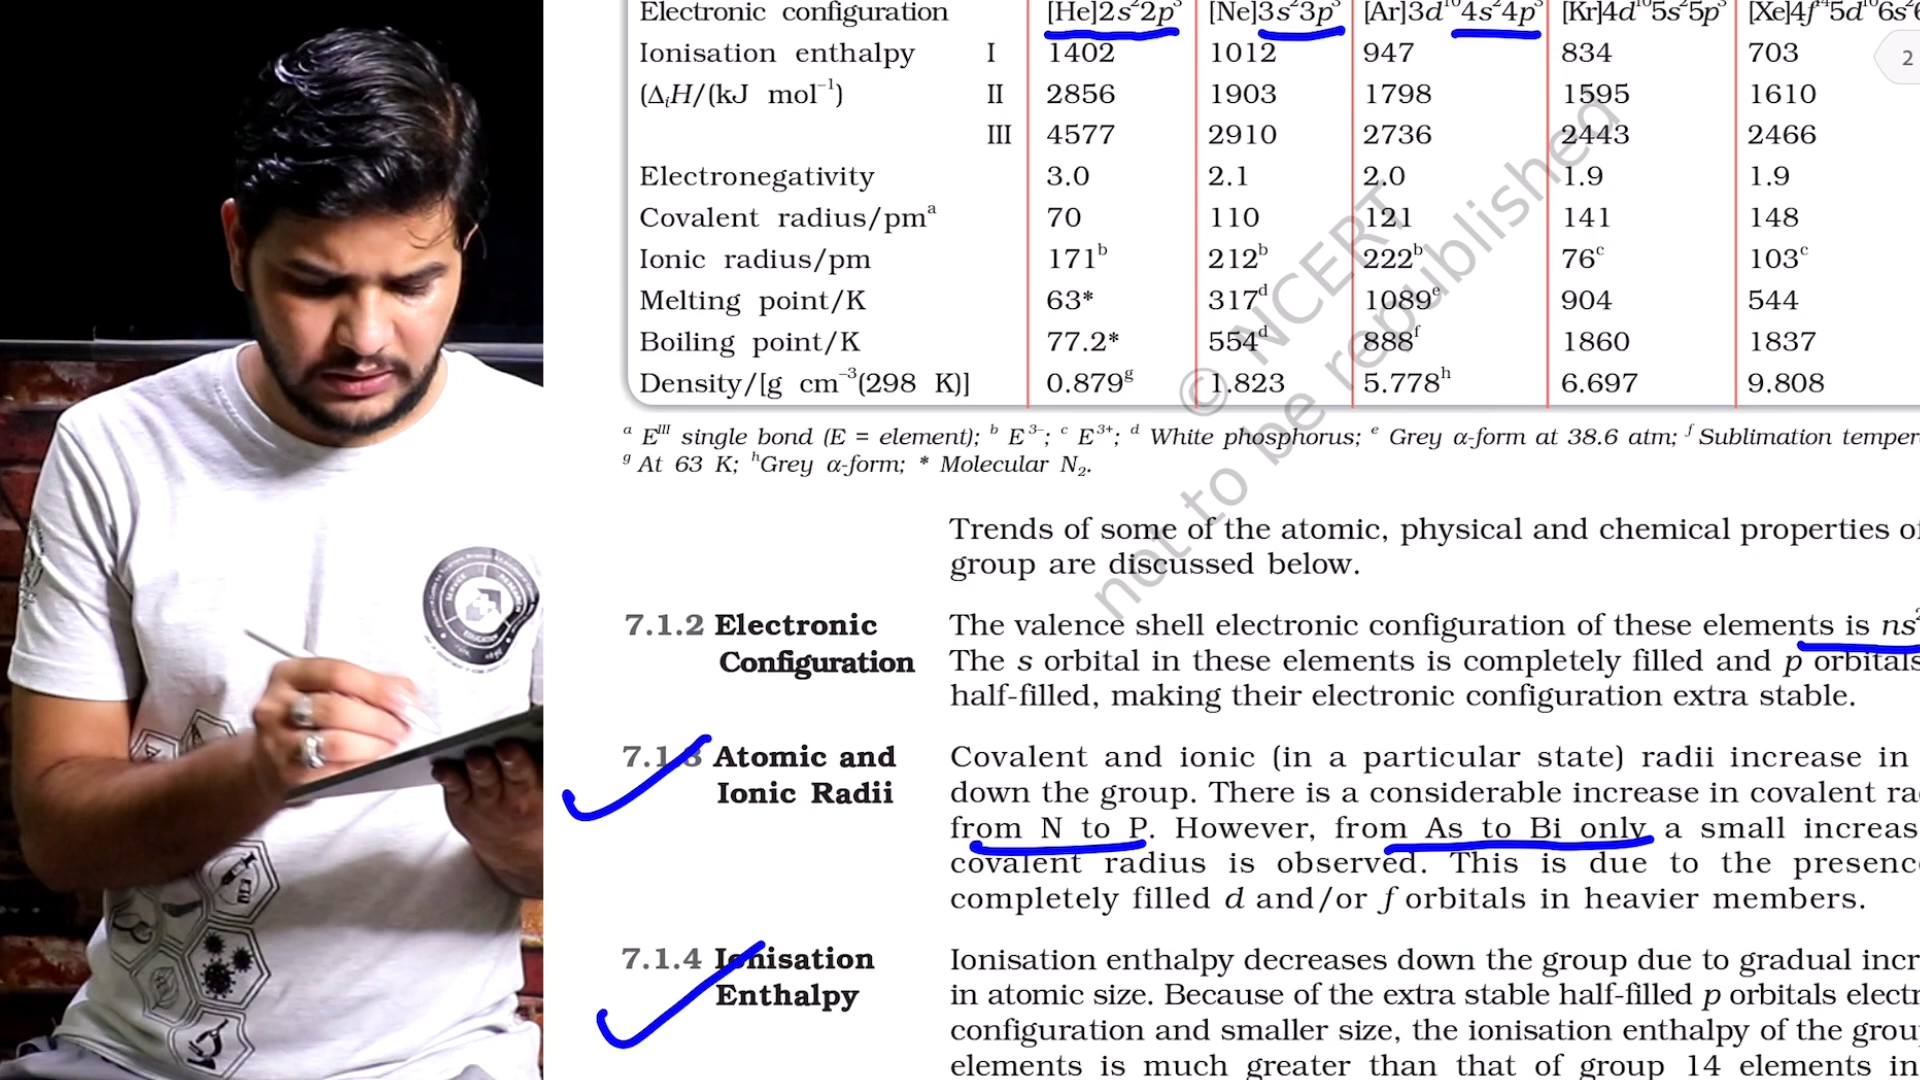 Electronic configuration [He]2s²2p³ [Ne]3s²3p³ [Ar]3d¹⁰4s²4p³ [Kr]4d¹⁰5s²5p³ [Xe]4f¹⁴5d¹⁰6s²6
Ionisation enthalpy I 1402 1012 947 834 703
(ΔᵢH/(kJ mol⁻¹) II 2856 1903 1798 1595 1610
III 4577 2910 2736 2443 2466
Electronegativity 3.0 2.1 2.0 1.9 1.9
Covalent radius/pmᵃ 70 110 121 141 148
Ionic radius/pm 171ᵇ 212ᵇ 222ᵇ 76ᶜ 103ᶜ
Melting point/K 63* 317ᵈ 1089ᵉ 904 544
Boiling point/K 77.2* 554ᵈ 888ᶠ 1860 1837
Density/[g cm⁻³(298 K)] 0.879ᵍ 1.823 5.778ʰ 6.697 9.808
2
ᵃ Eᴵᴵᴵ single bond (E = element); ᵇ E³⁻; ᶜ E³⁺; ᵈ White phosphorus; ᵉ Grey α-form at 38.6 atm; ᶠ Sublimation temper
ᵍ At 63 K; ʰGrey α-form; * Molecular N₂.
© NCERT
not to be republished
Trends of some of the atomic, physical and chemical properties o
group are discussed below.
7.1.2 Electronic
Configuration
The valence shell electronic configuration of these elements is ns²
The s orbital in these elements is completely filled and p orbitals
half-filled, making their electronic configuration extra stable.
7.1.3 Atomic and
Ionic Radii
Covalent and ionic (in a particular state) radii increase in
down the group. There is a considerable increase in covalent ra
from N to P. However, from As to Bi only a small increas
covalent radius is observed. This is due to the presenc
completely filled d and/or f orbitals in heavier members.
7.1.4 Ionisation
Enthalpy
Ionisation enthalpy decreases down the group due to gradual incr
in atomic size. Because of the extra stable half-filled p orbitals electr
configuration and smaller size, the ionisation enthalpy of the grou
elements is much greater than that of group 14 elements in
EDUCATION